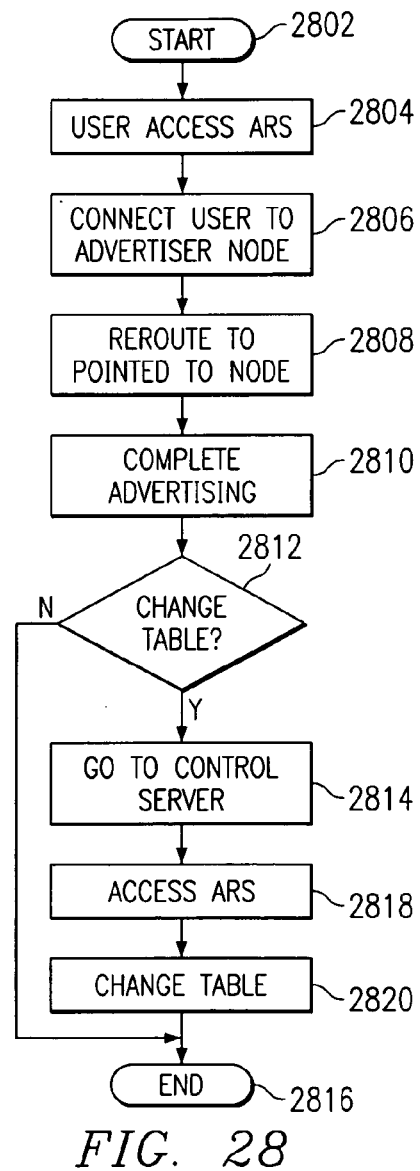 START
2802
USER ACCESS ARS
2804
CONNECT USER TO
ADVERTISER NODE
2806
REROUTE TO
POINTED TO NODE
2808
COMPLETE
ADVERTISING
2810
2812
N
CHANGE
TABLE?
Y
GO TO CONTROL
SERVER
2814
ACCESS ARS
2818
CHANGE TABLE
2820
END
2816
FIG. 28